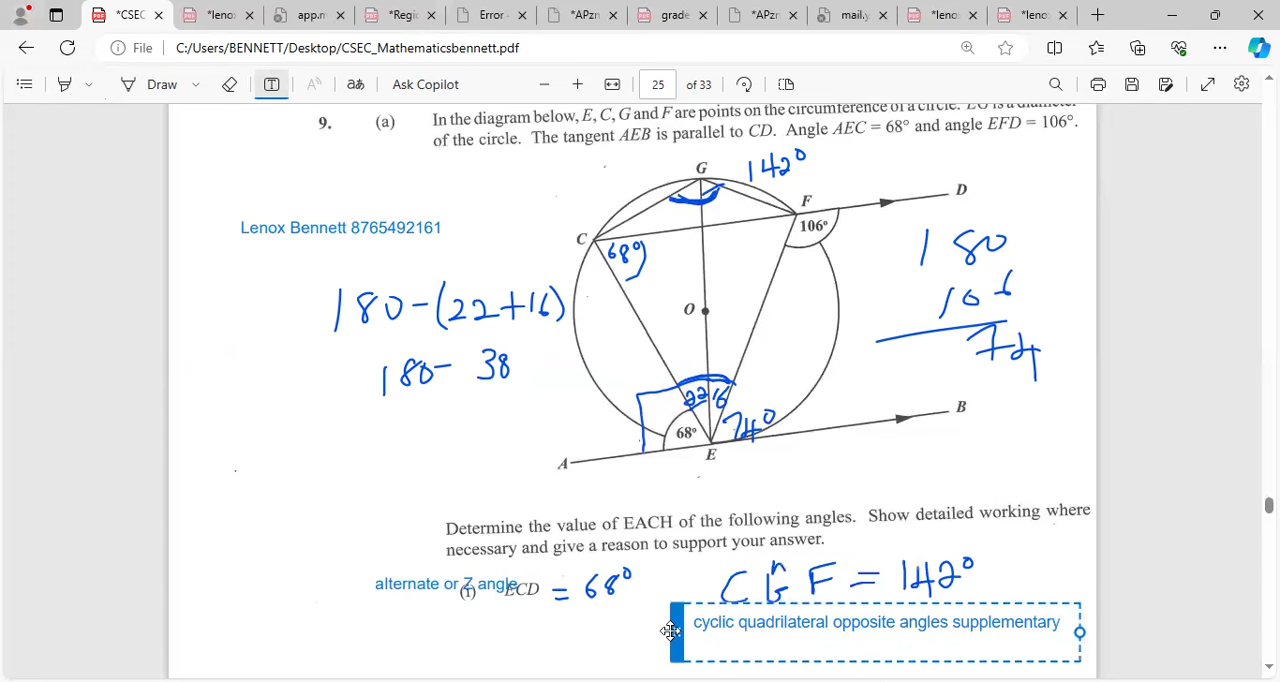 *CSEC
*lenox
app.m
*Regi
Error -
*APzn
grade
*APzr
mail.y
*lenox
*lenox
File
C:/Users/BENNETT/Desktop/CSEC_Mathematicsbennett.pdf
Draw
aあ
Ask Copilot
25
of 33
9. (a) In the diagram below, E, C, G and F are points on the circumference of a circle. EG is a diameter
of the circle. The tangent AEB is parallel to CD. Angle AEC = 68° and angle EFD = 106°.
G
142°
F
D
106°
Lenox Bennett 8765492161
C
68°
180
106
74
180-(22+16)
180- 38
O
22
16
68°
74°
B
A
E
Determine the value of EACH of the following angles. Show detailed working where
necessary and give a reason to support your answer.
alternate or Z angle
(i) ECD = 68°
CĜF = 142°
cyclic quadrilateral opposite angles supplementary